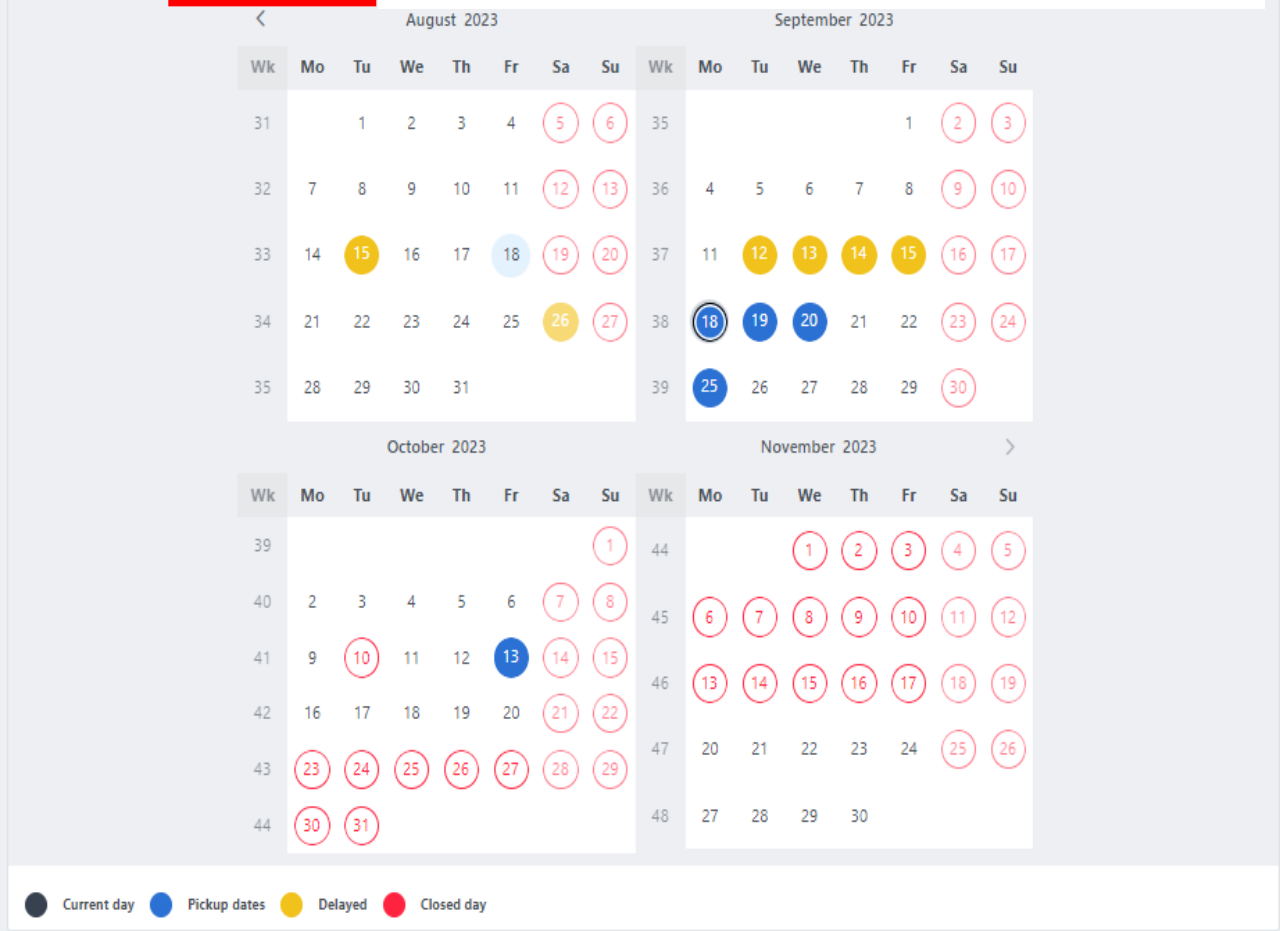 August 2023 September 2023
Wk Mo Tu We Th Fr Sa Su Wk Mo Tu We Th Fr Sa Su
31 1 2 3 4 5 6 35 1 2 3
32 7 8 9 10 11 12 13 36 4 5 6 7 8 9 10
33 14 15 16 17 18 19 20 37 11 12 13 14 15 16 17
34 21 22 23 24 25 26 27 38 18 19 20 21 22 23 24
35 28 29 30 31 39 25 26 27 28 29 30
October 2023 November 2023
Wk Mo Tu We Th Fr Sa Su Wk Mo Tu We Th Fr Sa Su
39 1 44 1 2 3 4 5
40 2 3 4 5 6 7 8 45 6 7 8 9 10 11 12
41 9 10 11 12 13 14 15 46 13 14 15 16 17 18 19
42 16 17 18 19 20 21 22 47 20 21 22 23 24 25 26
43 23 24 25 26 27 28 29 48 27 28 29 30
44 30 31
Current day Pickup dates Delayed Closed day